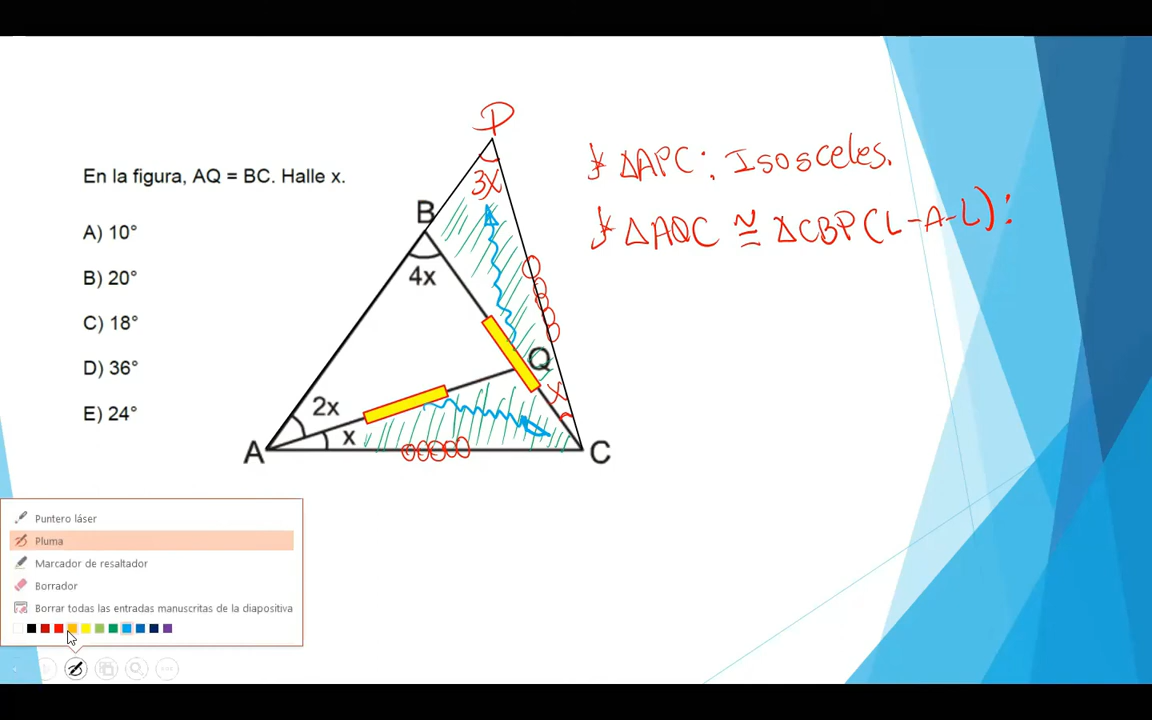 En la figura, AQ = BC. Halle x.
A) 10°
B) 20°
C) 18°
D) 36°
E) 24°
P
3x
B
4x
Q
x
2x
x
A
C
* ΔAPC: Isosceles.
* ΔAQC ≅ ΔCBP(L-A-L):
Puntero láser
Pluma
Marcador de resaltador
Borrador
Borrar todas las entradas manuscritas de la diapositiva